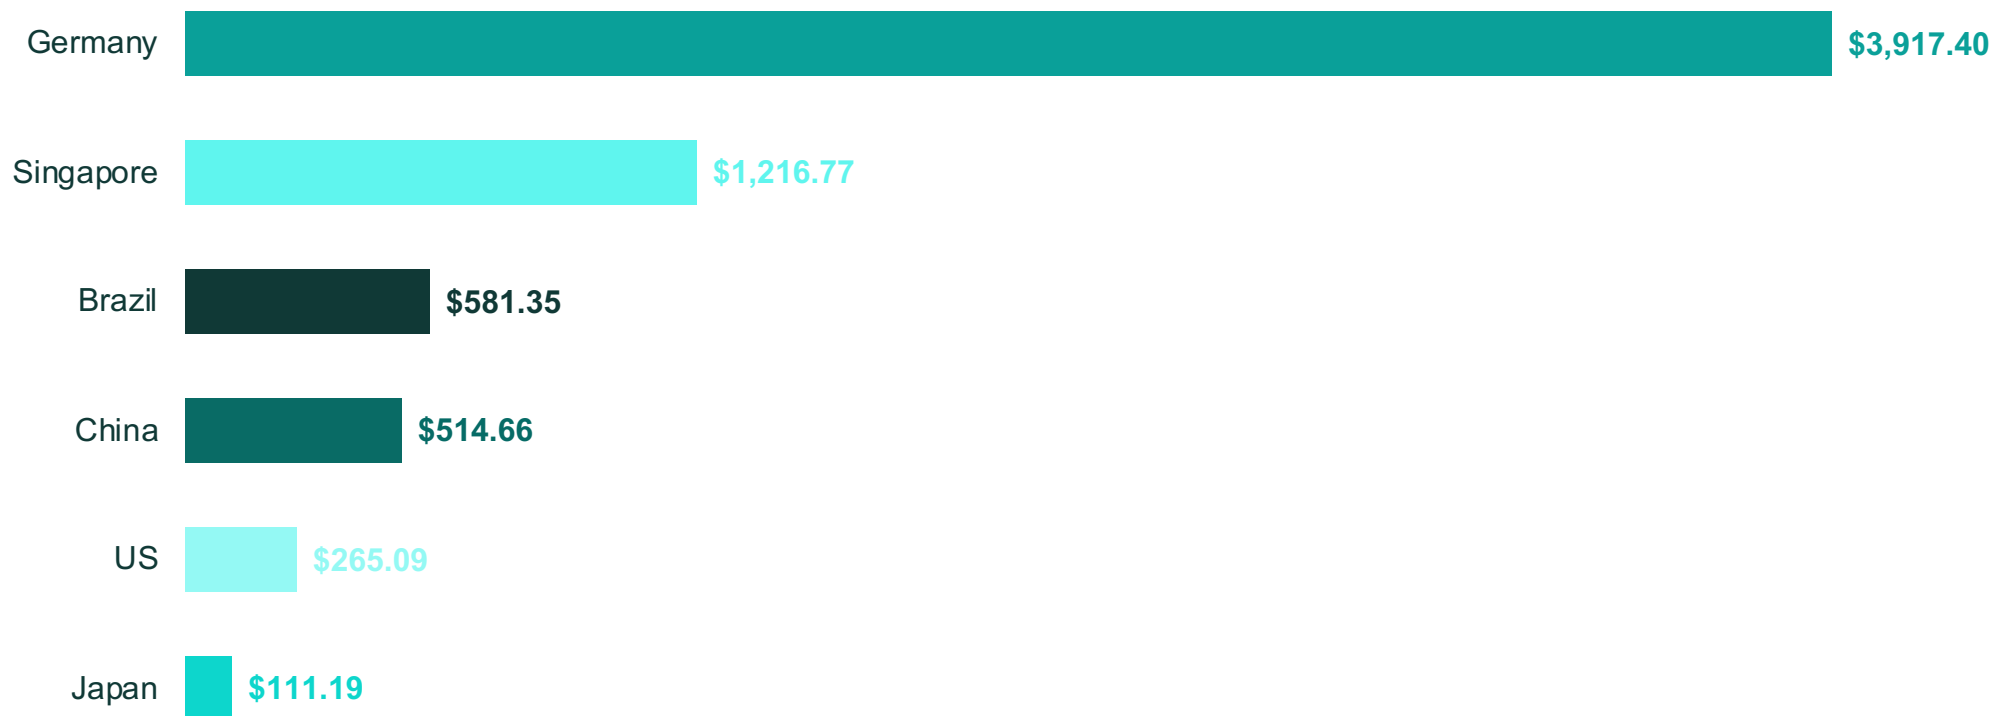 Germany $3,917.40
Singapore $1,216.77
Brazil $581.35
China $514.66
US $265.09
Japan $111.19